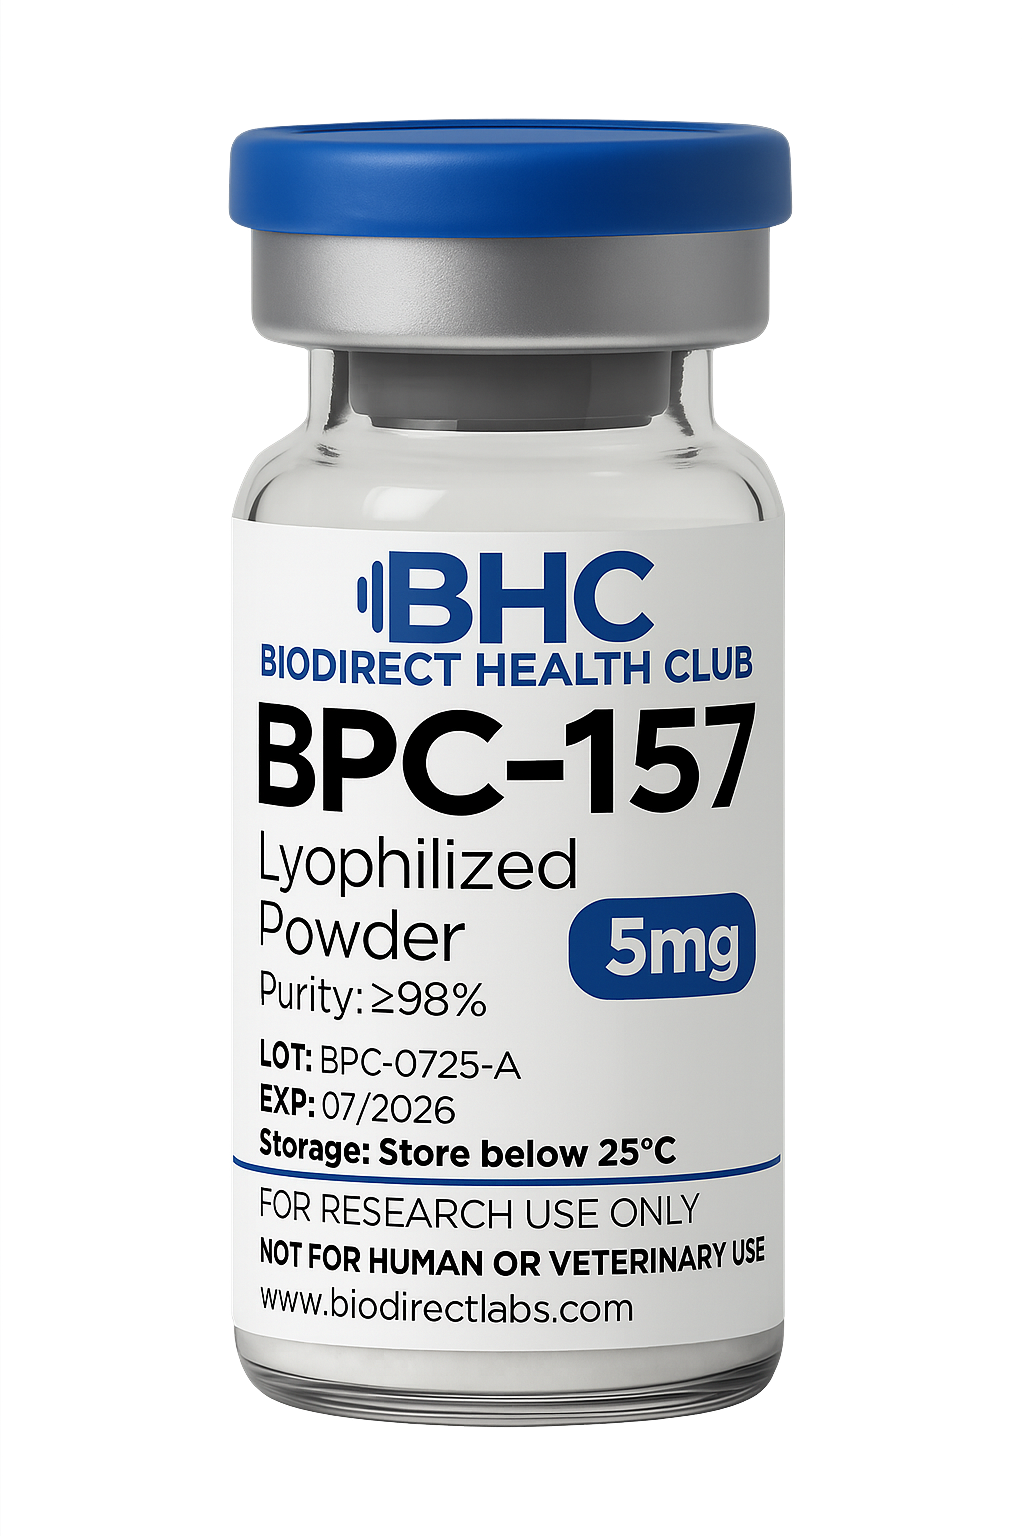 BHC
BIODIRECT HEALTH CLUB
BPC-157
Lyophilized
Powder
5mg
Purity: ≥98%
LOT: BPC-0725-A
EXP: 07/2026
Storage: Store below 25°C
FOR RESEARCH USE ONLY
NOT FOR HUMAN OR VETERINARY USE
www.biodirectlabs.com